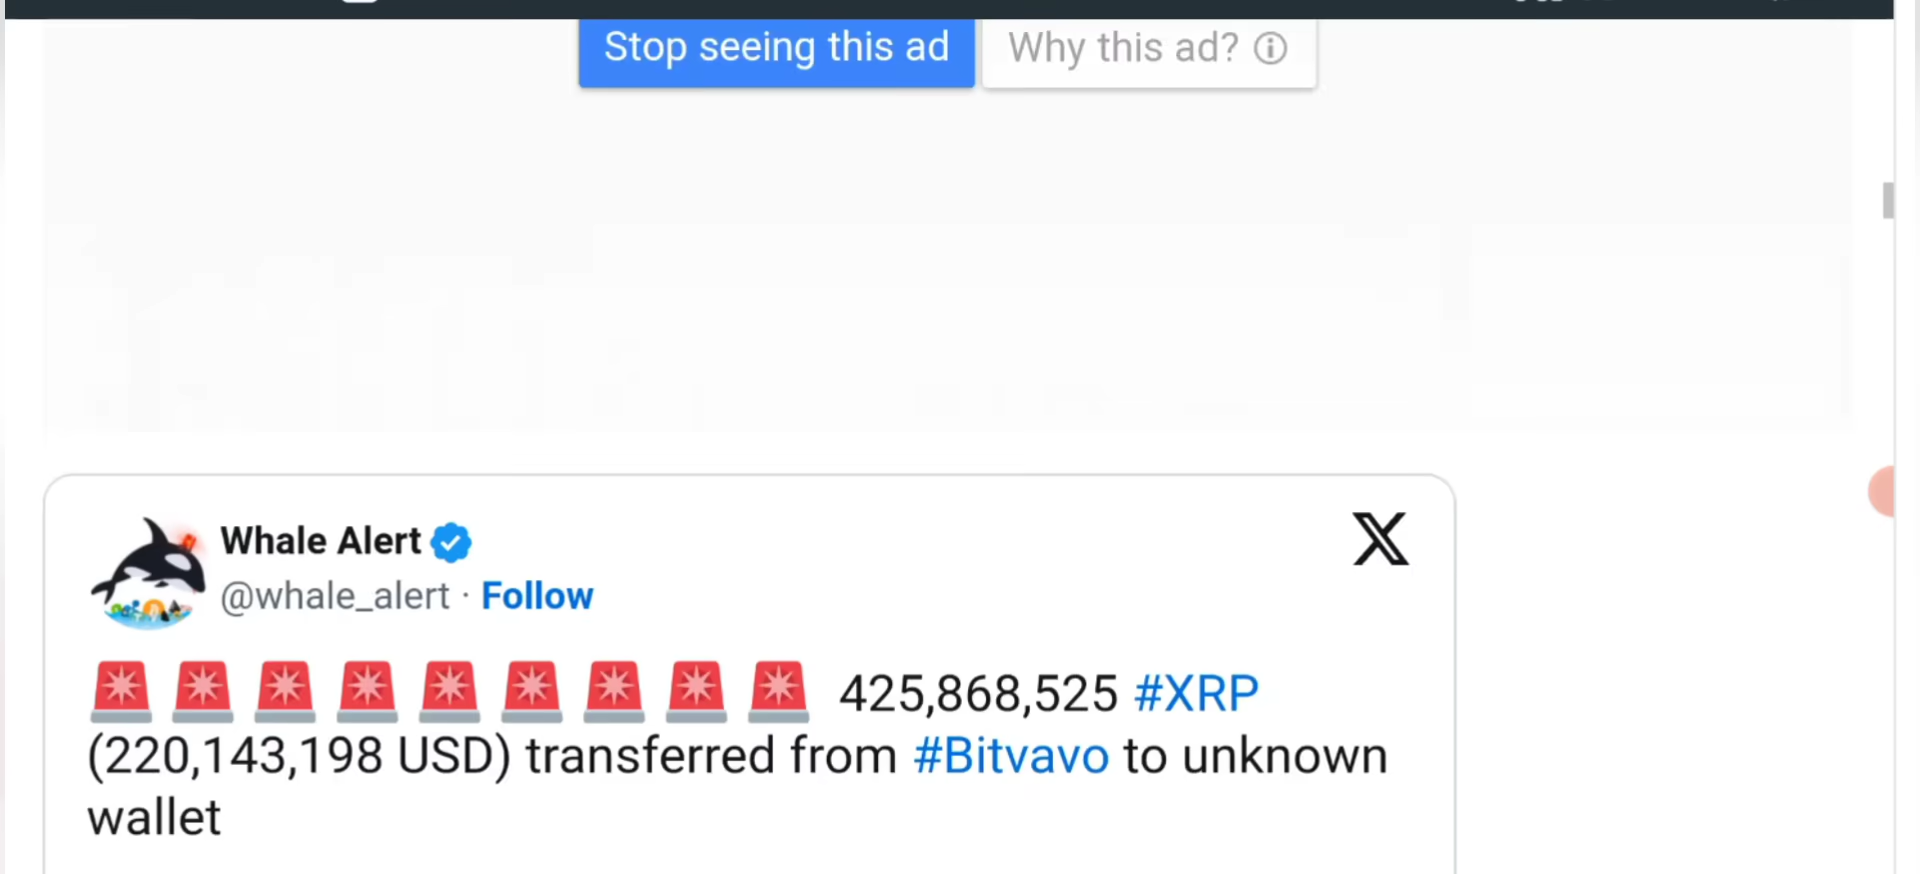 Stop seeing this ad
Why this ad?
Whale Alert
@whale_alert · Follow
🚨🚨🚨🚨🚨🚨🚨🚨🚨 425,868,525 #XRP
(220,143,198 USD) transferred from #Bitvavo to unknown
wallet